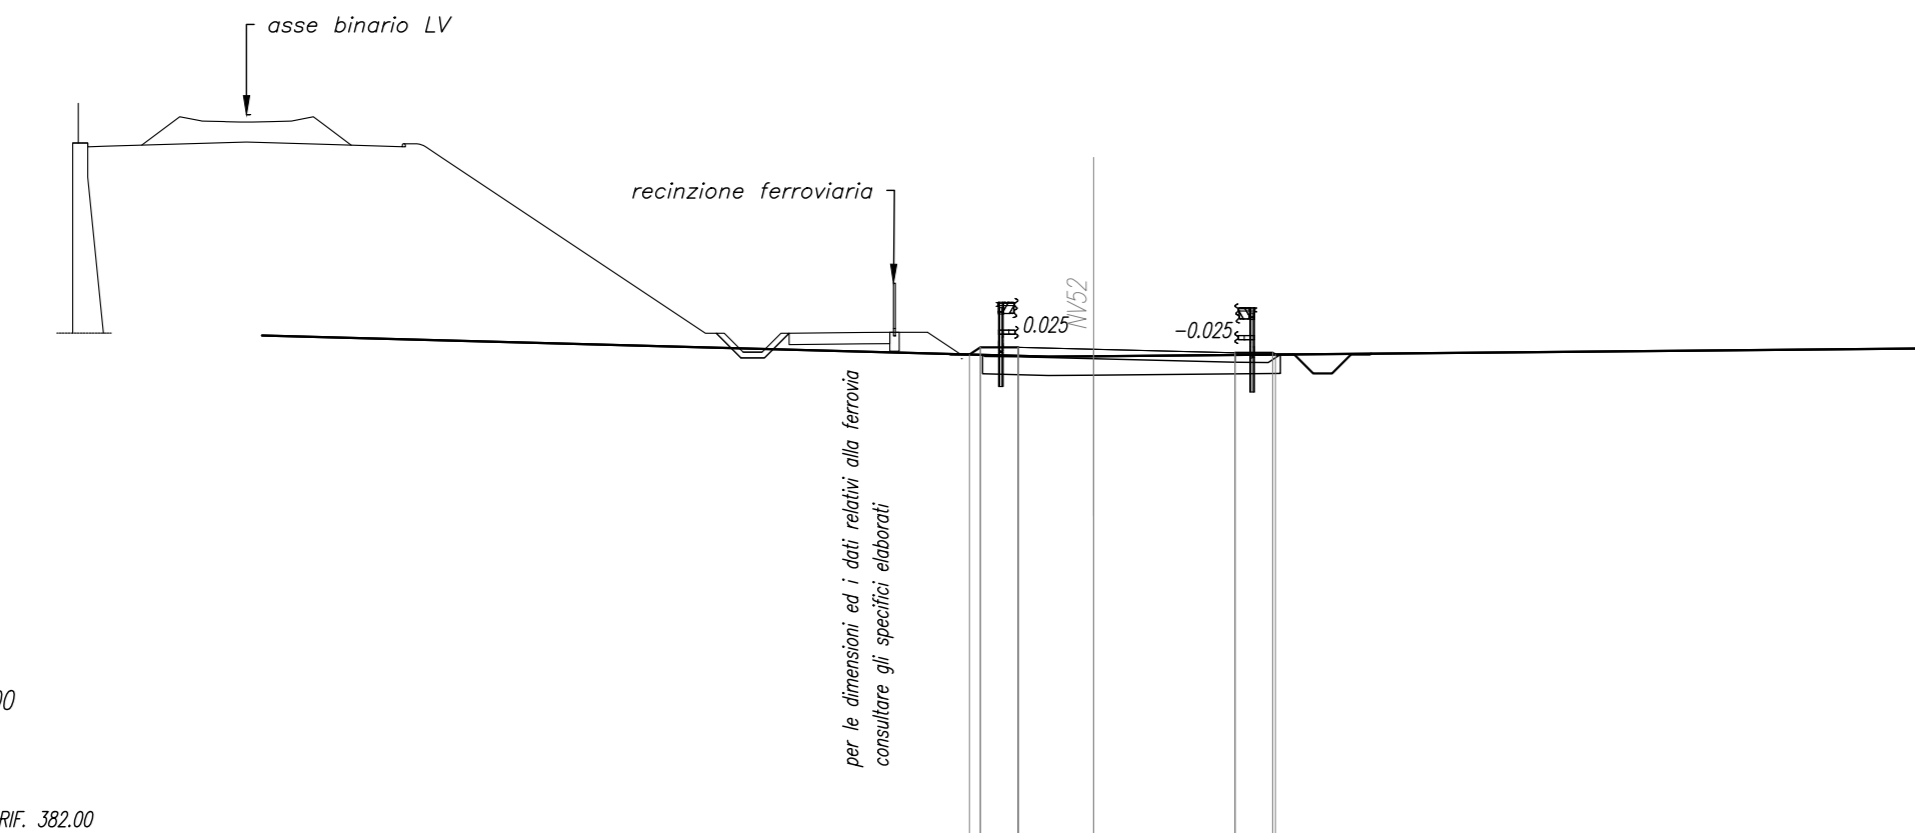 asse binario LV
recinzione ferroviaria
NV52
0.025
-0.025
per le dimensioni ed i dati relativi alla ferrovia
consultare gli specifici elaborati
RIF. 382.00